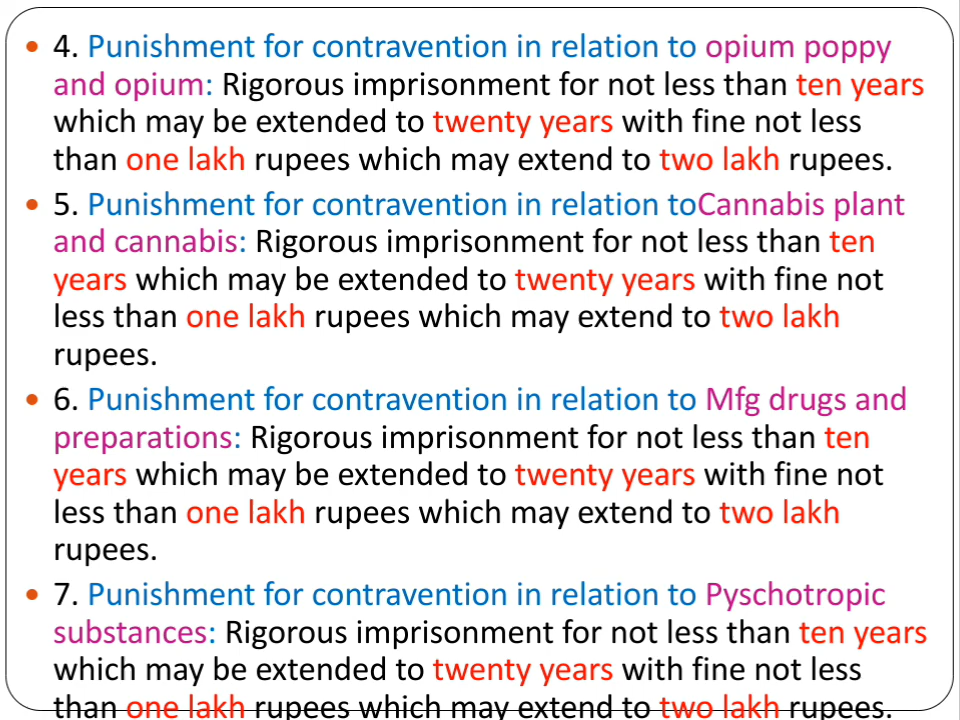 • 4. Punishment for contravention in relation to opium poppy
and opium: Rigorous imprisonment for not less than ten years
which may be extended to twenty years with fine not less
than one lakh rupees which may extend to two lakh rupees.
• 5. Punishment for contravention in relation toCannabis plant
and cannabis: Rigorous imprisonment for not less than ten
years which may be extended to twenty years with fine not
less than one lakh rupees which may extend to two lakh
rupees.
• 6. Punishment for contravention in relation to Mfg drugs and
preparations: Rigorous imprisonment for not less than ten
years which may be extended to twenty years with fine not
less than one lakh rupees which may extend to two lakh
rupees.
• 7. Punishment for contravention in relation to Pyschotropic
substances: Rigorous imprisonment for not less than ten years
which may be extended to twenty years with fine not less
than one lakh rupees which may extend to two lakh rupees.